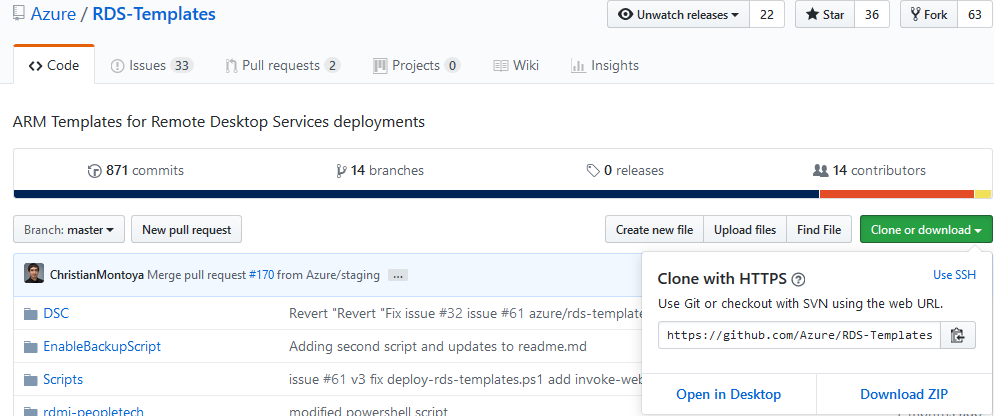 Azure / RDS-Templates
Unwatch releases 22 Star 36 Fork 63
Code Issues 33 Pull requests 2 Projects 0 Wiki Insights
ARM Templates for Remote Desktop Services deployments
871 commits 14 branches 0 releases 14 contributors
Branch: master New pull request Create new file Upload files Find File Clone or download
ChristianMontoya Merge pull request #170 from Azure/staging ...
Clone with HTTPS ? Use SSH
Use Git or checkout with SVN using the web URL.
https://github.com/Azure/RDS-Templates
Open in Desktop Download ZIP
DSC Revert "Revert "Fix issue #32 issue #61 azure/rds-template
EnableBackupScript Adding second script and updates to readme.md
Scripts issue #61 v3 fix deploy-rds-templates.ps1 add invoke-web
rdmi-peopletech modified powershell script